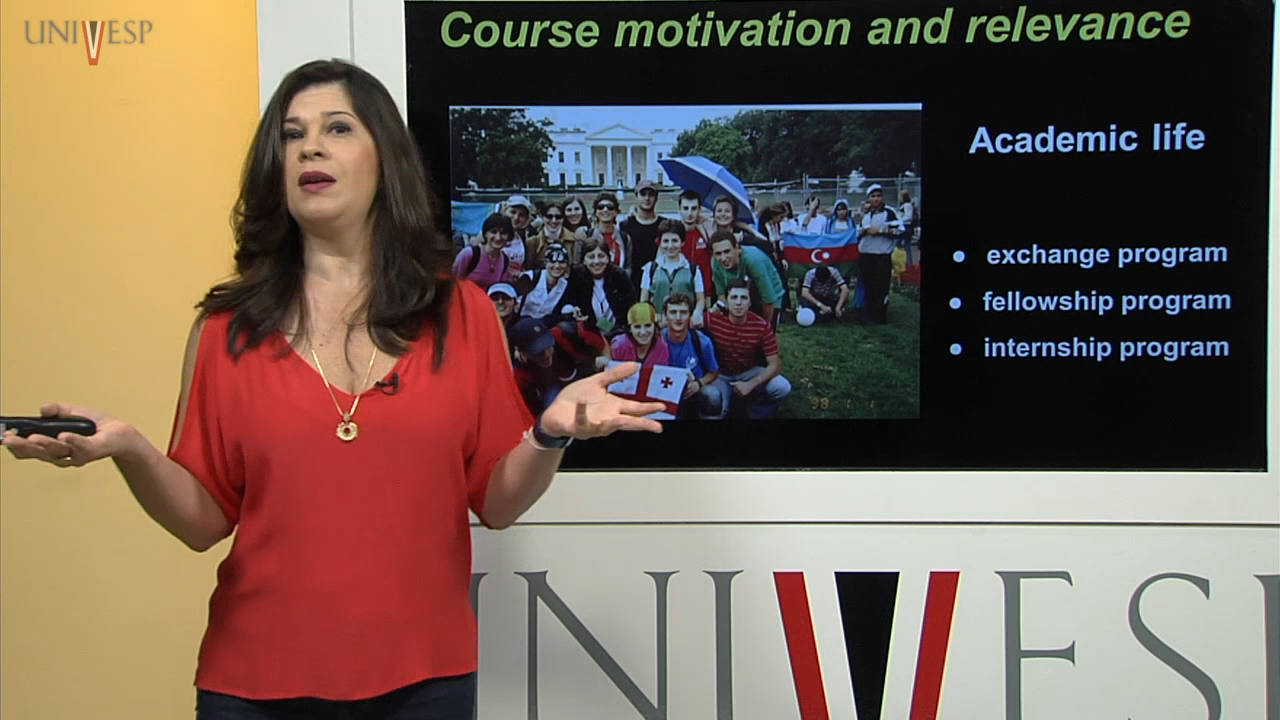 UNIVESP
Course motivation and relevance
Academic life
• exchange program
• fellowship program
• internship program
UNIVESP